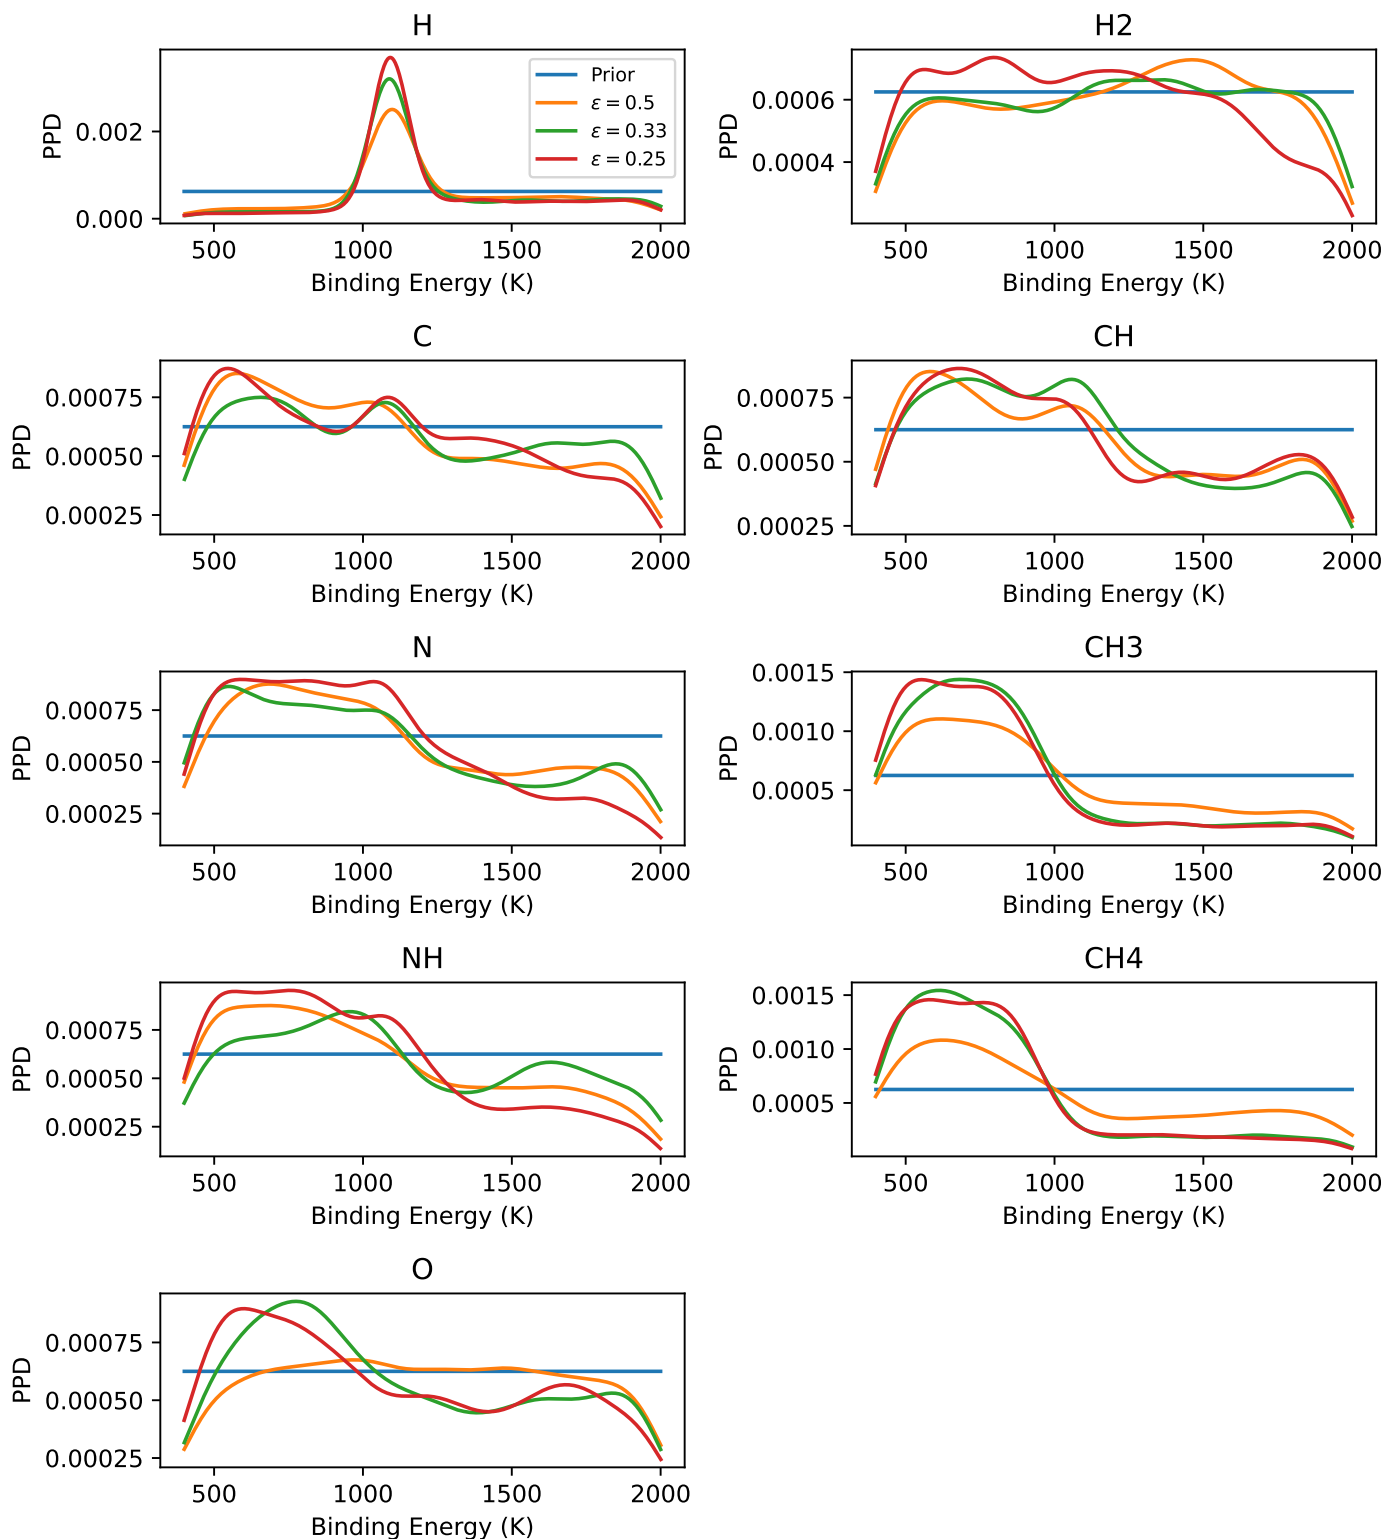 H
PPD
0.002
0.000
Prior
ε = 0.5
ε = 0.33
ε = 0.25
500 1000 1500 2000
Binding Energy (K)
H2
PPD
0.0006
0.0004
500 1000 1500 2000
Binding Energy (K)
C
PPD
0.00075
0.00050
0.00025
500 1000 1500 2000
Binding Energy (K)
CH
PPD
0.00075
0.00050
0.00025
500 1000 1500 2000
Binding Energy (K)
N
PPD
0.00075
0.00050
0.00025
500 1000 1500 2000
Binding Energy (K)
CH3
PPD
0.0015
0.0010
0.0005
500 1000 1500 2000
Binding Energy (K)
NH
PPD
0.00075
0.00050
0.00025
500 1000 1500 2000
Binding Energy (K)
CH4
PPD
0.0015
0.0010
0.0005
500 1000 1500 2000
Binding Energy (K)
O
PPD
0.00075
0.00050
0.00025
500 1000 1500 2000
Binding Energy (K)